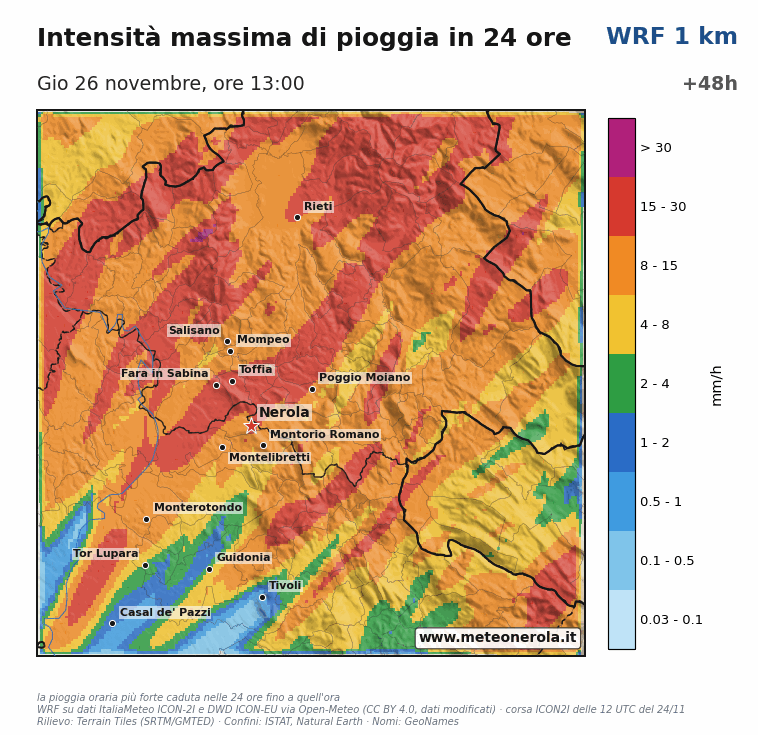 Intensità massima di pioggia in 24 ore
WRF 1 km
Gio 26 novembre, ore 13:00
+48h
> 30
15 - 30
8 - 15
4 - 8
2 - 4
1 - 2
0.5 - 1
0.1 - 0.5
0.03 - 0.1
mm/h
Rieti
Salisano
Mompeo
Fara in Sabina
Toffia
Poggio Moiano
Nerola
Montorio Romano
Montelibretti
Monterotondo
Tor Lupara
Guidonia
Tivoli
Casal de' Pazzi
www.meteonerola.it
la pioggia oraria più forte caduta nelle 24 ore fino a quell'ora
WRF su dati ItaliaMeteo ICON-2I e DWD ICON-EU via Open-Meteo (CC BY 4.0, dati modificati) · corsa ICON2I delle 12 UTC del 24/11
Rilievo: Terrain Tiles (SRTM/GMTED) · Confini: ISTAT, Natural Earth · Nomi: GeoNames